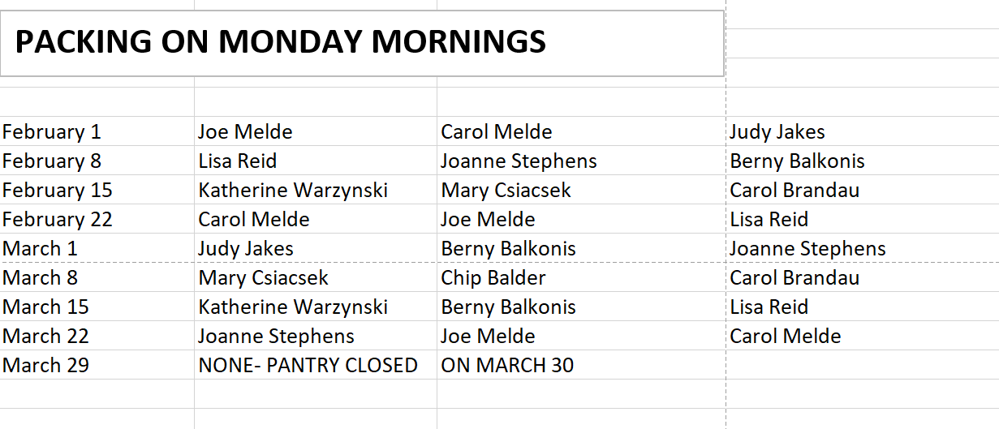 PACKING ON MONDAY MORNINGS
February 1 Joe Melde Carol Melde Judy Jakes
February 8 Lisa Reid Joanne Stephens Berny Balkonis
February 15 Katherine Warzynski Mary Csiacsek Carol Brandau
February 22 Carol Melde Joe Melde Lisa Reid
March 1 Judy Jakes Berny Balkonis Joanne Stephens
March 8 Mary Csiacsek Chip Balder Carol Brandau
March 15 Katherine Warzynski Berny Balkonis Lisa Reid
March 22 Joanne Stephens Joe Melde Carol Melde
March 29 NONE- PANTRY CLOSED ON MARCH 30